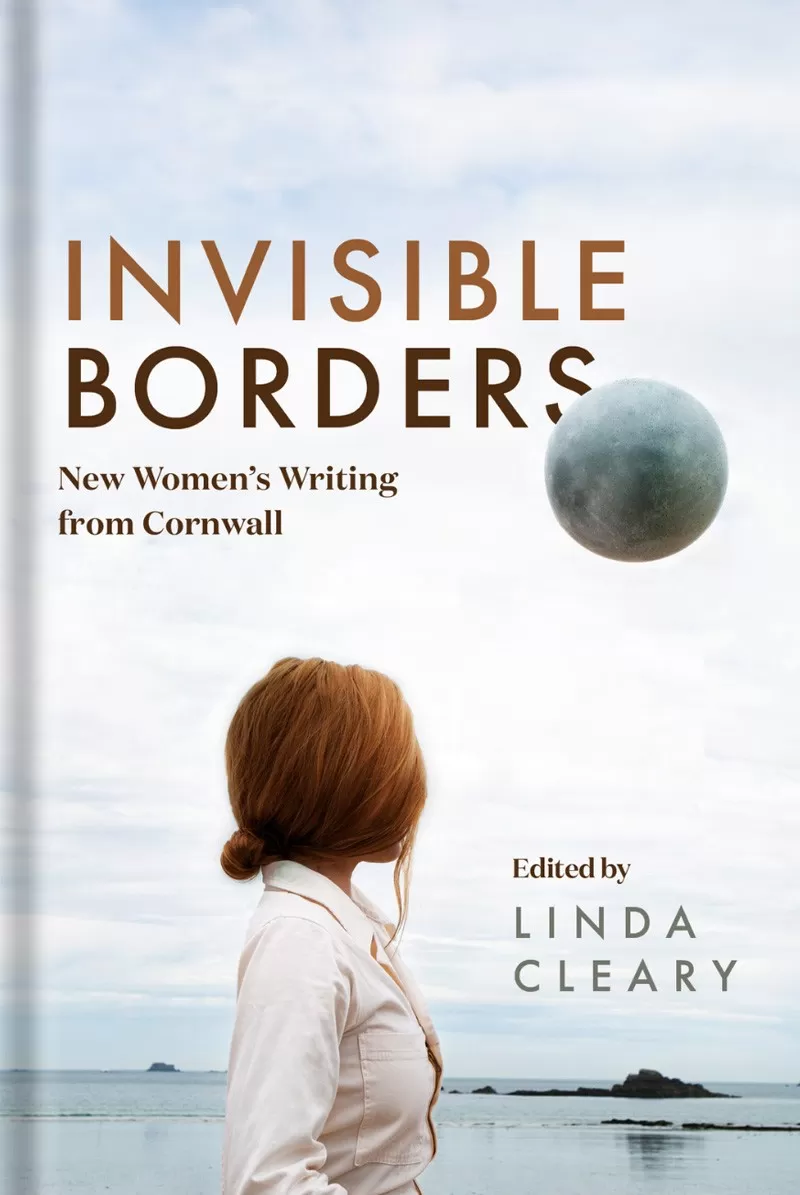 INVISIBLE
BORDERS
New Women's Writing
from Cornwall
Edited by
LINDA
CLEARY